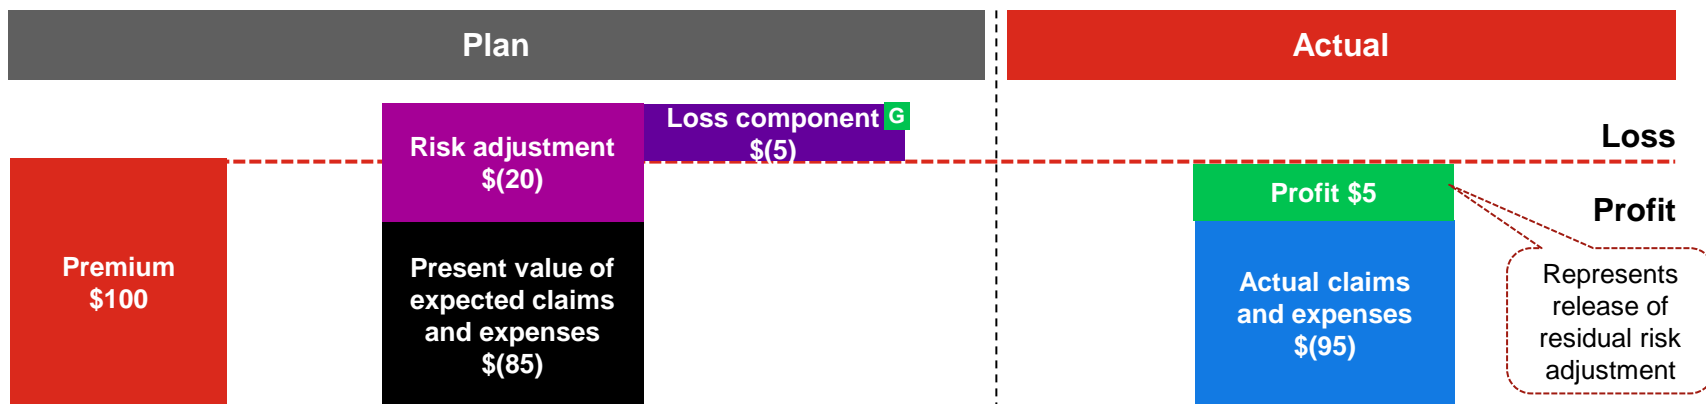 Plan
Actual
Premium
$100
Risk adjustment
$(20)
Present value of
expected claims
and expenses
$(85)
Loss component
$(5)
G
Loss
Profit
Profit $5
Actual claims
and expenses
$(95)
Represents
release of
residual risk
adjustment